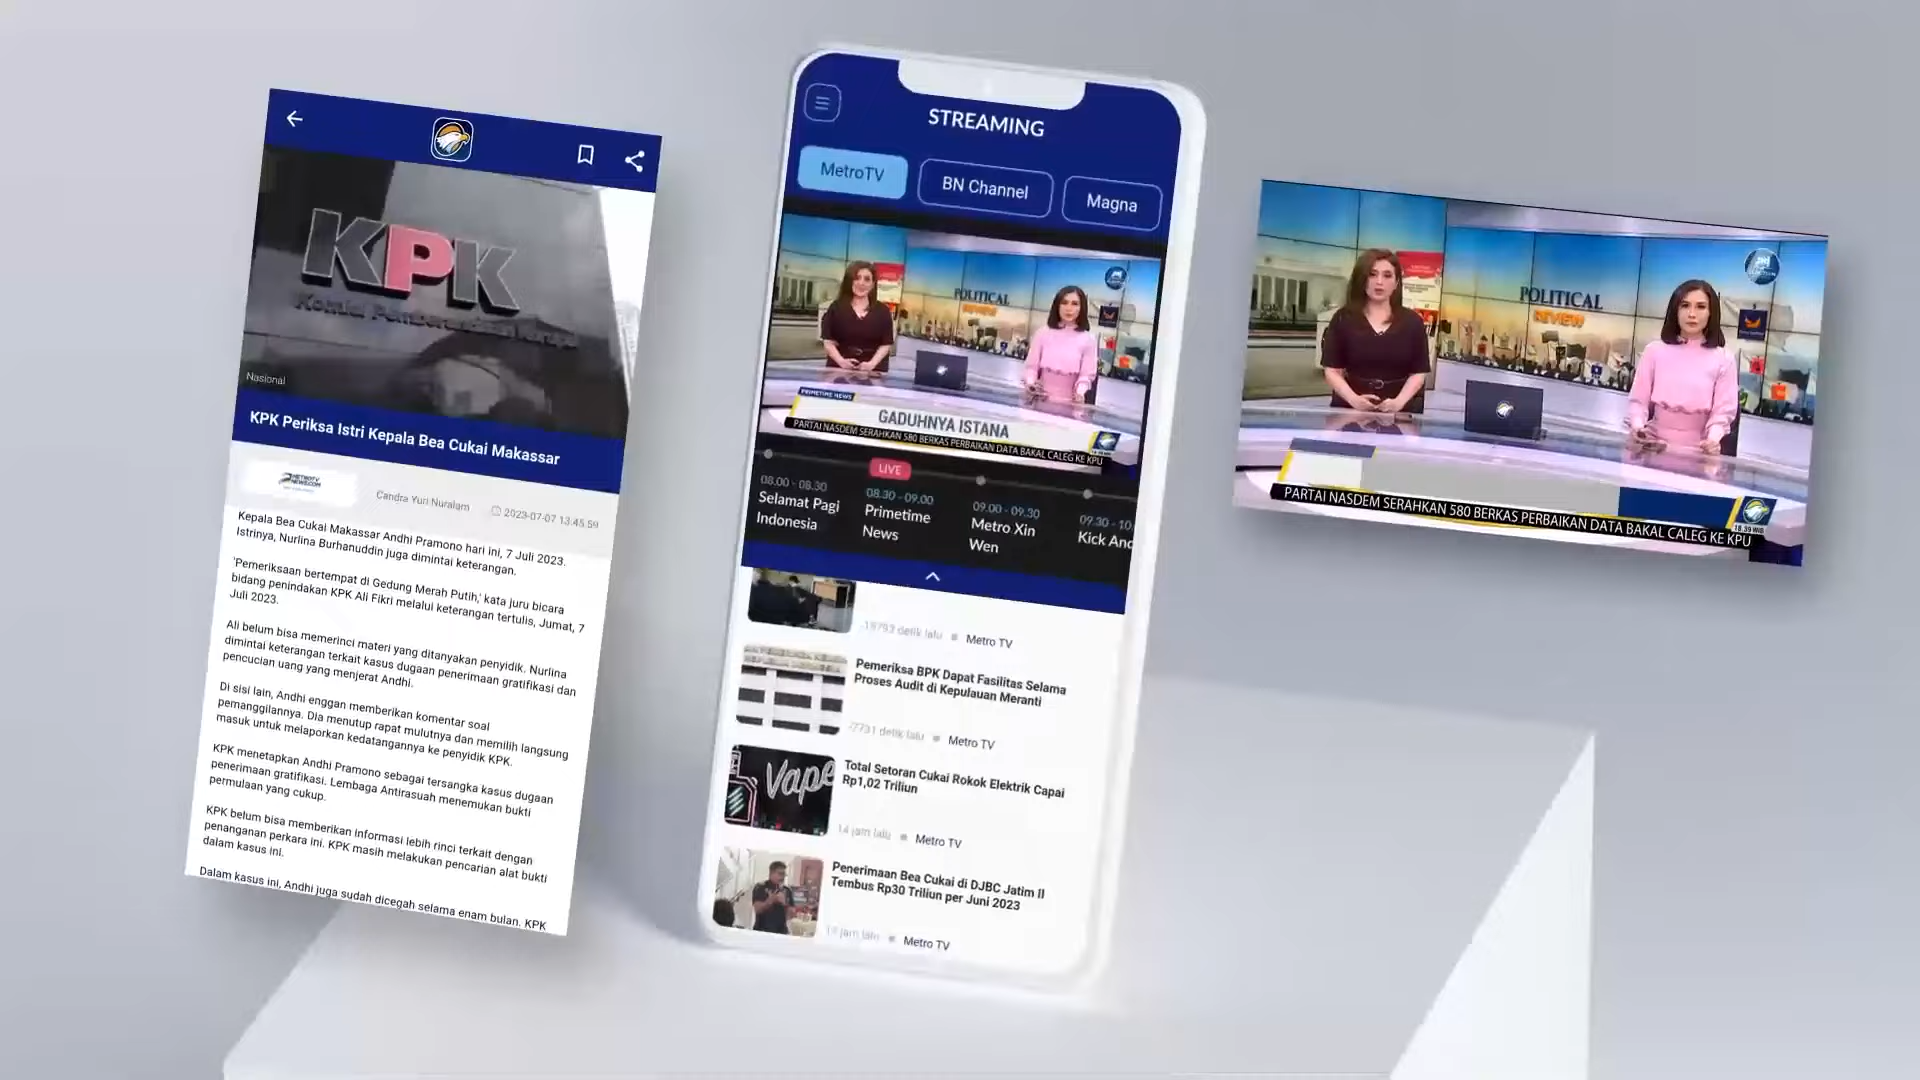 KPK
Nasional
KPK Periksa Istri Kepala Bea Cukai Makassar
METROTV
NEWS.COM
Candra Yuri Nuralam
2023-07-07 13:45:59
Kepala Bea Cukai Makassar Andhi Pramono hari ini, 7 Juli 2023.
Istrinya, Nurlina Burhanuddin juga dimintai keterangan.
'Pemeriksaan bertempat di Gedung Merah Putih,' kata juru bicara
bidang penindakan KPK Ali Fikri melalui keterangan tertulis, Jumat, 7
Juli 2023.
Ali belum bisa memerinci materi yang ditanyakan penyidik. Nurlina
dimintai keterangan terkait kasus dugaan penerimaan gratifikasi dan
pencucian uang yang menjerat Andhi.
Di sisi lain, Andhi enggan memberikan komentar soal
pemanggilannya. Dia menutup rapat mulutnya dan memilih langsung
masuk untuk melaporkan kedatangannya ke penyidik KPK.
KPK menetapkan Andhi Pramono sebagai tersangka kasus dugaan
penerimaan gratifikasi. Lembaga Antirasuah menemukan bukti
permulaan yang cukup.
KPK belum bisa memberikan informasi lebih rinci terkait dengan
penanganan perkara ini. KPK masih melakukan pencarian alat bukti
dalam kasus ini.
Dalam kasus ini, Andhi juga sudah dicegah selama enam bulan. KPK
STREAMING
MetroTV
BN Channel
Magna
POLITICAL
PRIMETIME NEWS
GADUHNYA ISTANA
PARTAI NASDEM SERAHKAN 580 BERKAS PERBAIKAN DATA BAKAL CALEG KE KPU
LIVE
08.00 - 08.30
Selamat Pagi
Indonesia
08.30 - 09.00
Primetime
News
09.00 - 09.30
Metro Xin
Wen
09.30 - 10.
Kick And
-19793 detik lalu
Metro TV
Pemeriksa BPK Dapat Fasilitas Selama
Proses Audit di Kepulauan Meranti
-7731 detik lalu
Metro TV
Vape
Total Setoran Cukai Rokok Elektrik Capai
Rp1,02 Triliun
14 jam lalu
Metro TV
Penerimaan Bea Cukai di DJBC Jatim II
Tembus Rp30 Triliun per Juni 2023
Metro TV
POLITICAL
REVIEW
PARTAI NASDEM SERAHKAN 580 BERKAS PERBAIKAN DATA BAKAL CALEG KE KPU
18.39 WIB